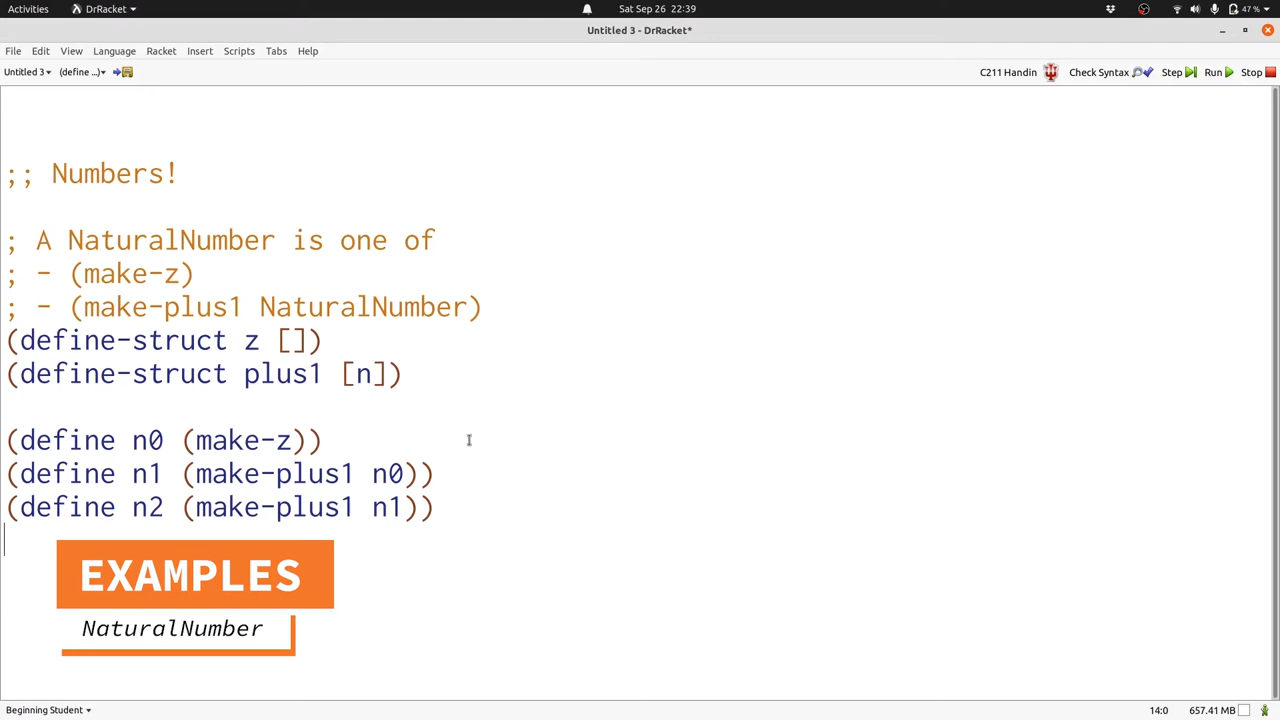 Activities DrRacket Sat Sep 26 22:39 47 %
Untitled 3 - DrRacket*
File Edit View Language Racket Insert Scripts Tabs Help
Untitled 3 (define ...) C211 Handin Check Syntax Step Run Stop
;; Numbers!
; A NaturalNumber is one of
; - (make-z)
; - (make-plus1 NaturalNumber)
(define-struct z [])
(define-struct plus1 [n])
(define n0 (make-z))
(define n1 (make-plus1 n0))
(define n2 (make-plus1 n1))
EXAMPLES
NaturalNumber
Beginning Student 14:0 657.41 MB